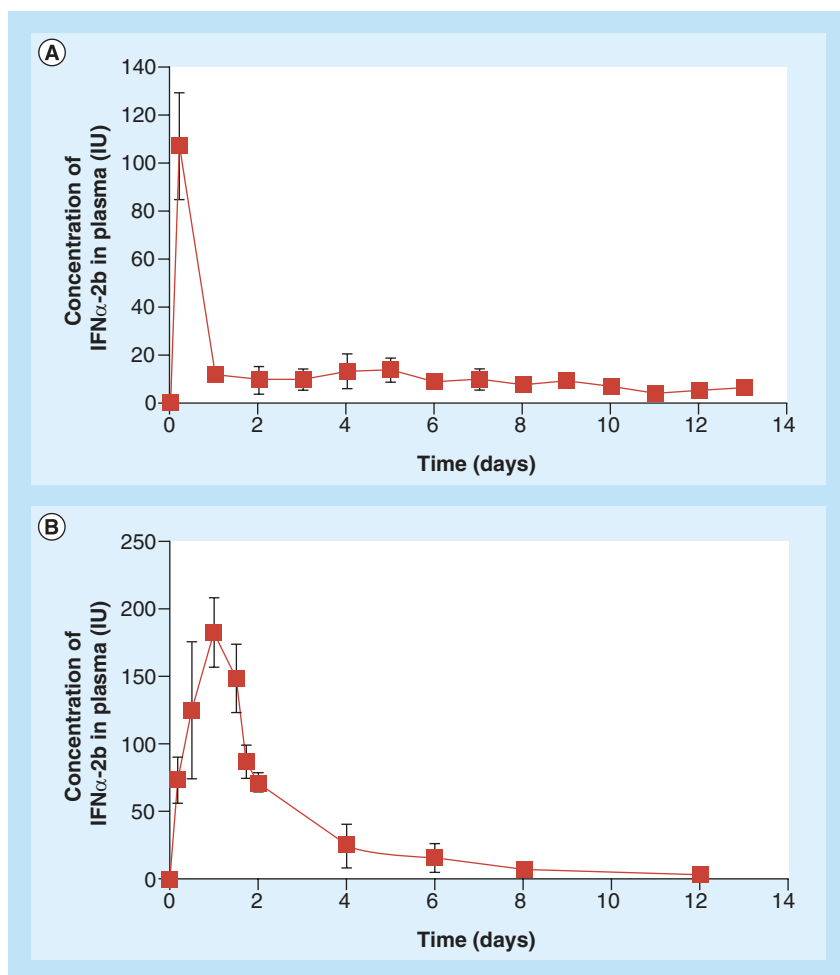 A
140
120
100
80
60
40
20
0
Concentration of
IFNα-2b in plasma (IU)
0 2 4 6 8 10 12 14
Time (days)
B
250
200
150
100
50
0
Concentration of
IFNα-2b in plasma (IU)
0 2 4 6 8 10 12 14
Time (days)